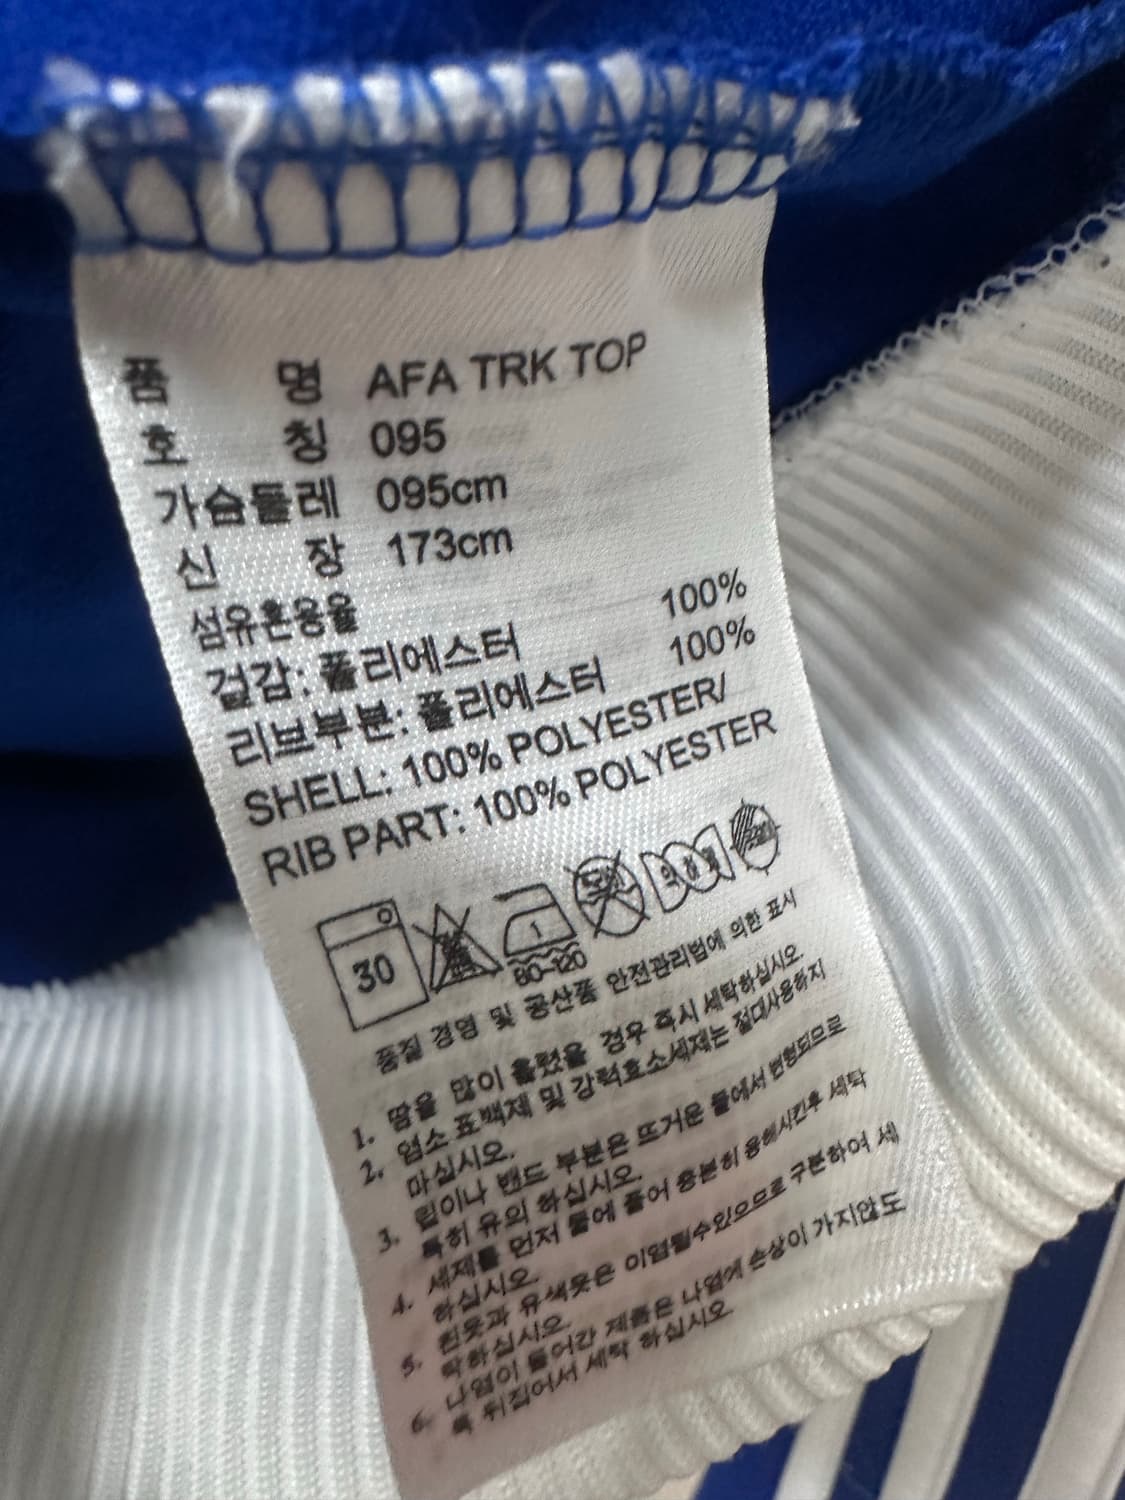 품 명 AFA TRK TOP
호 칭 095
가슴둘레 095cm
신 장 173cm
섬유혼용율
겉감: 폴리에스터 100%
리브부분: 폴리에스터 100%
SHELL: 100% POLYESTER/
RIB PART: 100% POLYESTER
30 1 80~120
품질 경영 및 공산품 안전관리법에 의한 표시
1. 땀을 많이 흘렸을 경우 즉시 세탁하십시오.
2. 염소표백제 및 강력효소세제는 절대사용하지
마십시오.
3. 립이나 밴드 부분은 뜨거운 물에서 변형되므로
특히 유의 하십시오.
4. 세제를 먼저 물에 풀어 충분히 용해시킨후 세탁
하십시오.
5. 흰옷과 유색옷은 이염될수있으므로 구분하여 세
탁하십시오.
6. 나염이 들어간 제품은 나염에 손상이 가지않도
록 뒤집어서 세탁 하십시오.